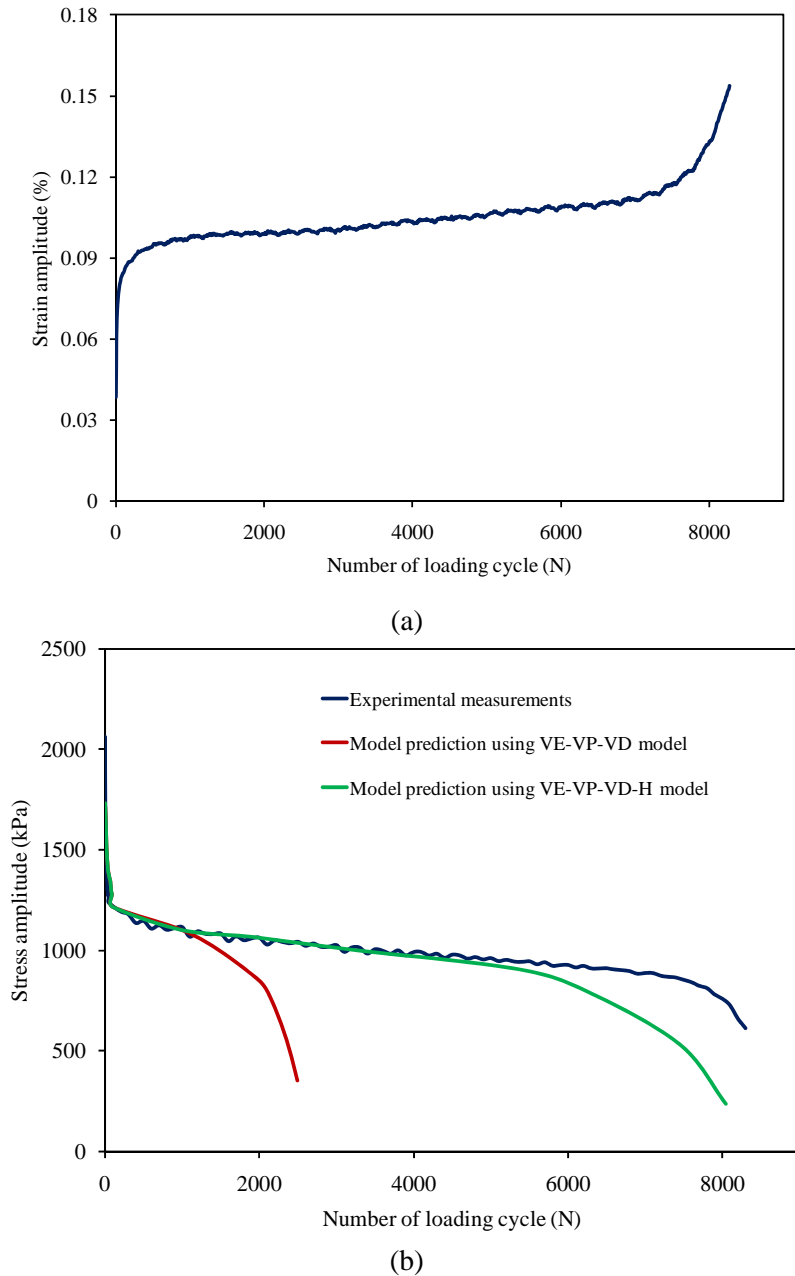 0.18
0.15
0.12
0.09
0.06
0.03
0
Strain amplitude (%)
0 2000 4000 6000 8000
Number of loading cycle (N)
(a)
2500
2000
1500
1000
500
0
Stress amplitude (kPa)
Experimental measurements
Model prediction using VE-VP-VD model
Model prediction using VE-VP-VD-H model
0 2000 4000 6000 8000
Number of loading cycle (N)
(b)